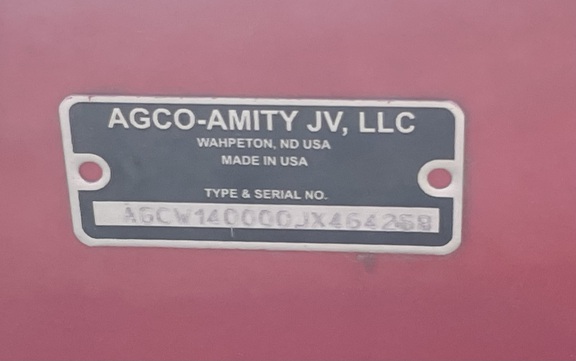 AGCO-AMITY JV, LLC
WAHPETON, ND USA
MADE IN USA
TYPE & SERIAL NO.
AGCW140000JX464268